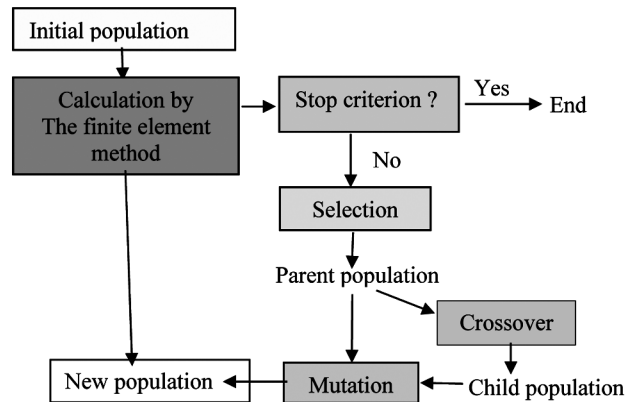 Initial population
Calculation by
The finite element
method
Stop criterion ?
Yes
End
No
Selection
Parent population
Crossover
New population
Mutation
Child population